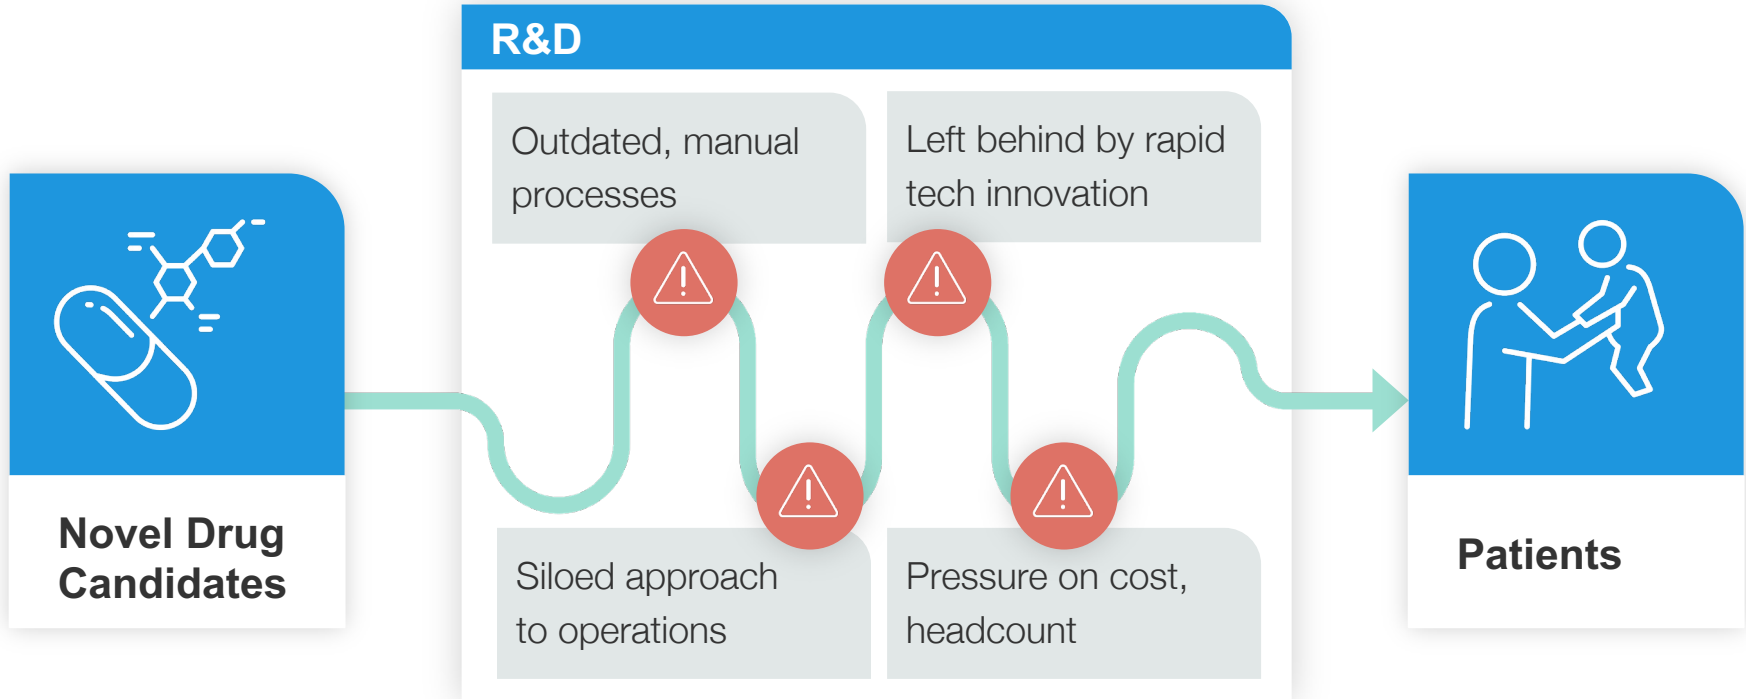 R&D
Outdated, manual
processes
Left behind by rapid
tech innovation
Novel Drug
Candidates
Siloed approach
to operations
Pressure on cost,
headcount
Patients